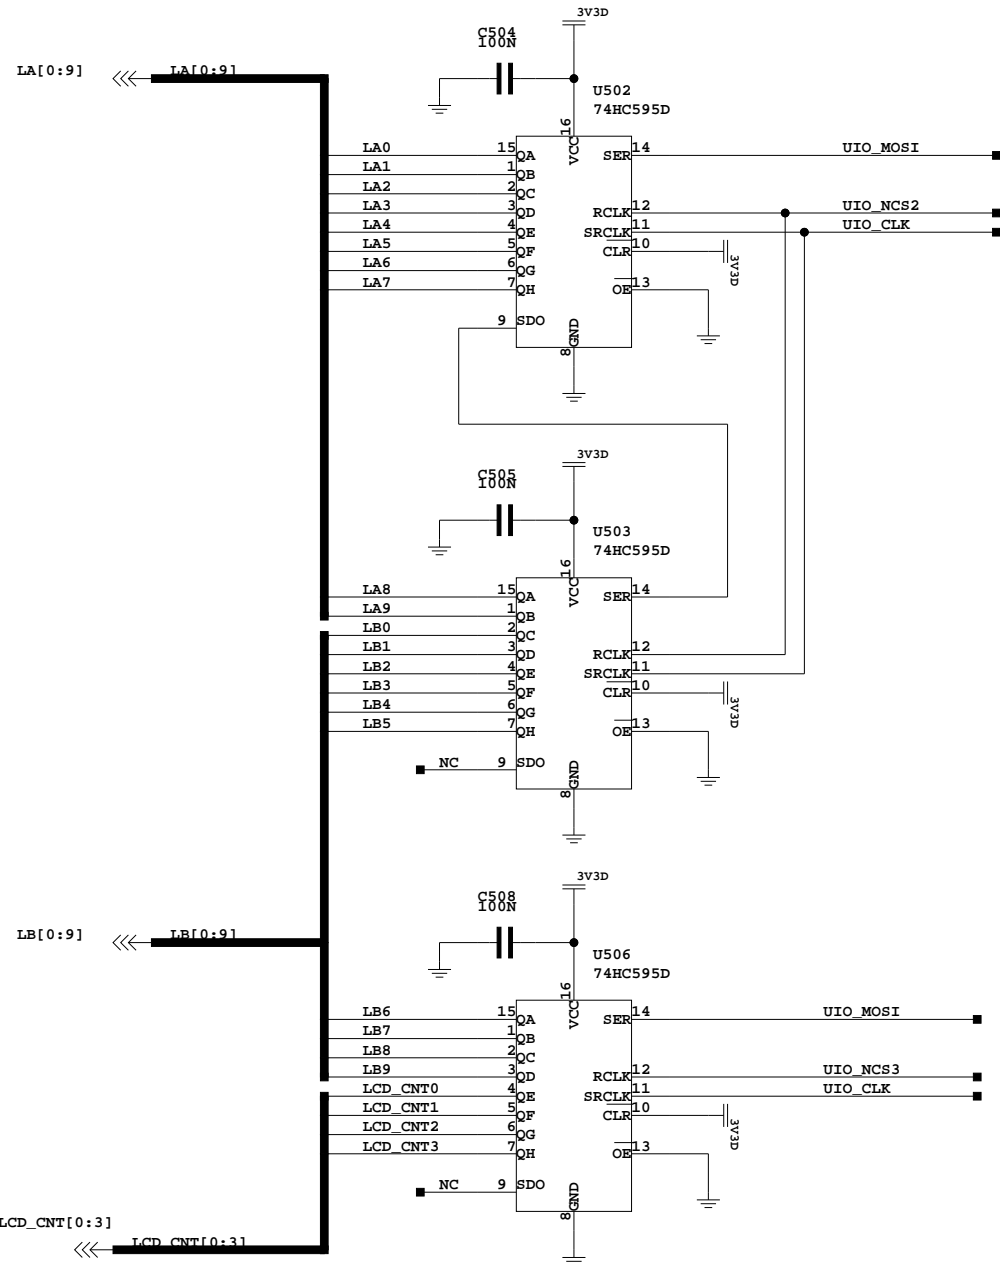 3V3D
C504
100N
LA[0:9] LA[0:9]
U502
74HC595D
16
VCC
LA0 15 QA SER 14 UIO_MOSI
LA1 1 QB
LA2 2 QC
LA3 3 QD RCLK 12 UIO_NCS2
LA4 4 QE SRCLK 11 UIO_CLK
LA5 5 QF CLR 10 3V3D
LA6 6 QG
LA7 7 QH OE 13
9 SDO
8 GND
3V3D
C505
100N
U503
74HC595D
16
VCC
LA8 15 QA SER 14
LA9 1 QB
LB0 2 QC
LB1 3 QD RCLK 12
LB2 4 QE SRCLK 11
LB3 5 QF CLR 10 3V3D
LB4 6 QG
LB5 7 QH OE 13
NC 9 SDO
8 GND
3V3D
C508
100N
LB[0:9] LB[0:9]
U506
74HC595D
16
VCC
LB6 15 QA SER 14 UIO_MOSI
LB7 1 QB
LB8 2 QC
LB9 3 QD RCLK 12 UIO_NCS3
LCD_CNT0 4 QE SRCLK 11 UIO_CLK
LCD_CNT1 5 QF CLR 10 3V3D
LCD_CNT2 6 QG
LCD_CNT3 7 QH OE 13
NC 9 SDO
8 GND
LCD_CNT[0:3]
LCD_CNT[0:3]